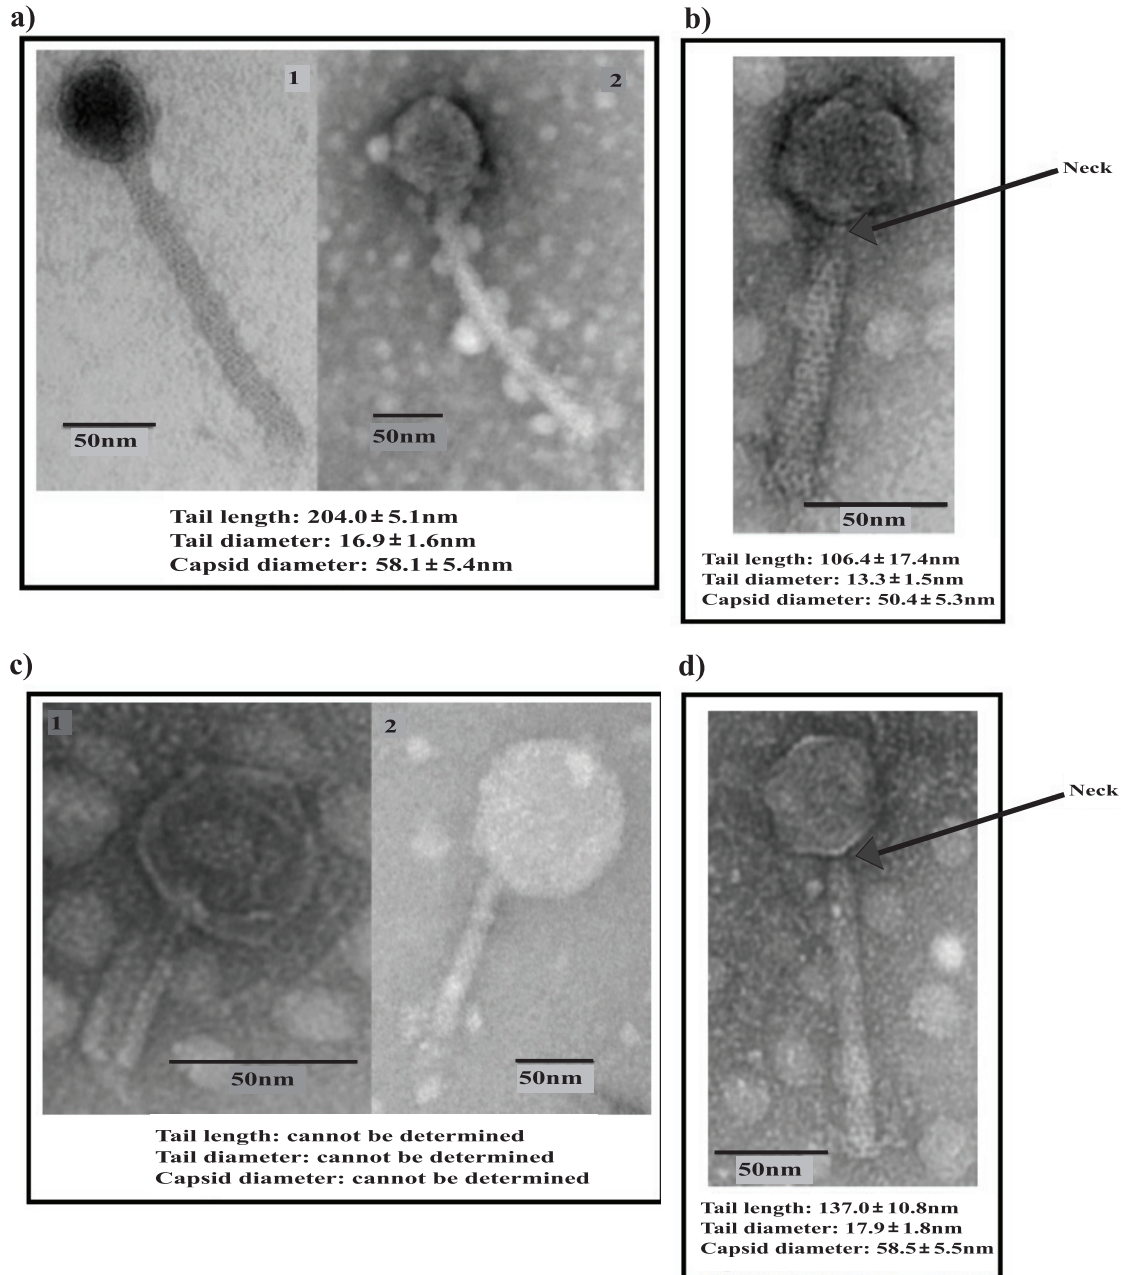 a)
1
2
50nm
50nm
Tail length: 204.0±5.1nm
Tail diameter: 16.9±1.6nm
Capsid diameter: 58.1±5.4nm
b)
Neck
50nm
Tail length: 106.4±17.4nm
Tail diameter: 13.3±1.5nm
Capsid diameter: 50.4±5.3nm
c)
1
2
50nm
50nm
Tail length: cannot be determined
Tail diameter: cannot be determined
Capsid diameter: cannot be determined
d)
Neck
50nm
Tail length: 137.0±10.8nm
Tail diameter: 17.9±1.8nm
Capsid diameter: 58.5±5.5nm